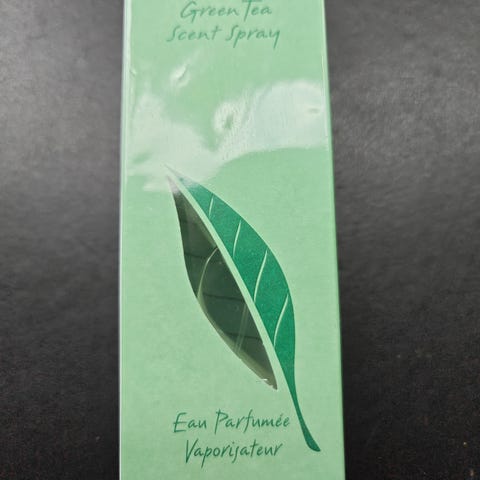 Green Tea
Scent Spray
Eau Parfumée
Vaporisateur